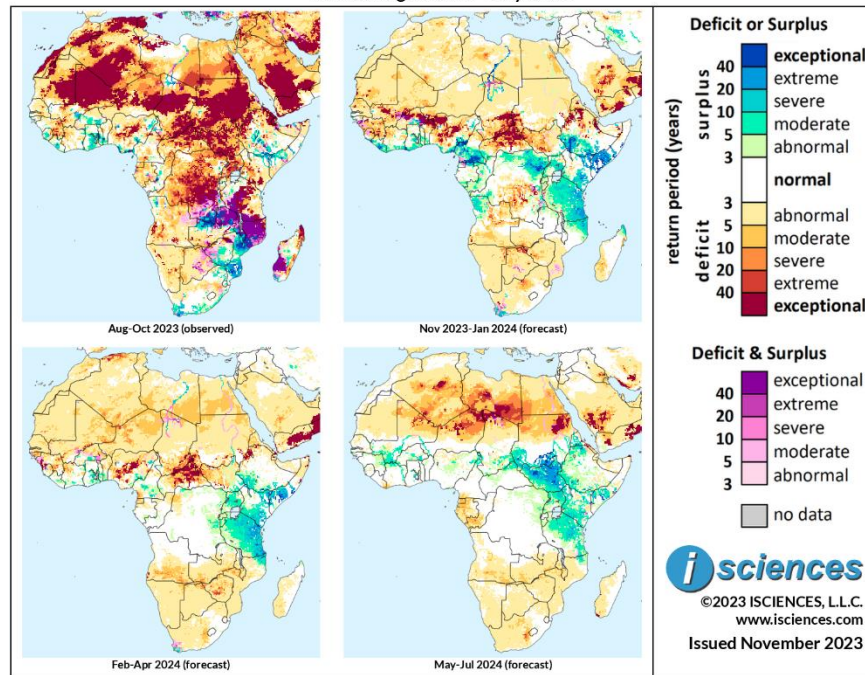 Aug-Oct 2023 (observed)
Nov 2023-Jan 2024 (forecast)
Feb-Apr 2024 (forecast)
May-Jul 2024 (forecast)
Deficit or Surplus
return period (years)
surplus
deficit
exceptional
40
extreme
20
severe
10
moderate
5
abnormal
3
normal
3
abnormal
5
moderate
10
severe
20
extreme
40
exceptional
Deficit & Surplus
exceptional
40
extreme
20
severe
10
moderate
5
abnormal
3
no data
i sciences
©2023 ISCIENCES, L.L.C.
www.isciences.com
Issued November 2023